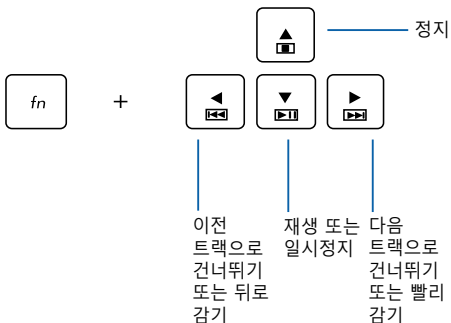 정지
fn
+
이전
트랙으로
건너뛰기
또는 뒤로
감기
재생 또는
일시정지
다음
트랙으로
건너뛰기
또는 빨리
감기